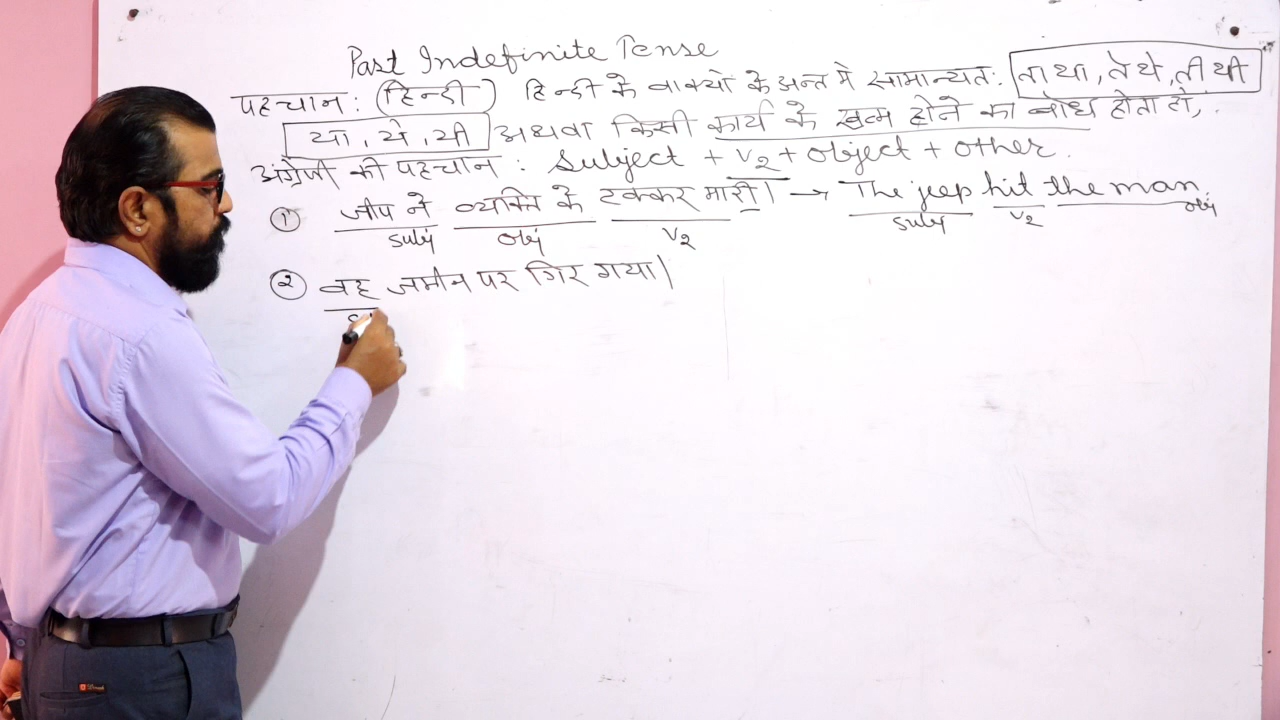 Past Indefinite Tense
पहचान: (हिन्दी) हिन्दी के वाक्यों के अन्त मे सामान्यत: ता था, ते थे, ती थी
या, ये, यी अथवा किसी कार्य के खत्म होने का बोध होता हो,
अंग्रेजी की पहचान : Subject + V2 + object + other.
① जीप ने व्यक्ति के टक्कर मारी। → The jeep hit the man.
subj obj V2 subj V2 obj
② वह जमीन पर गिर गया।